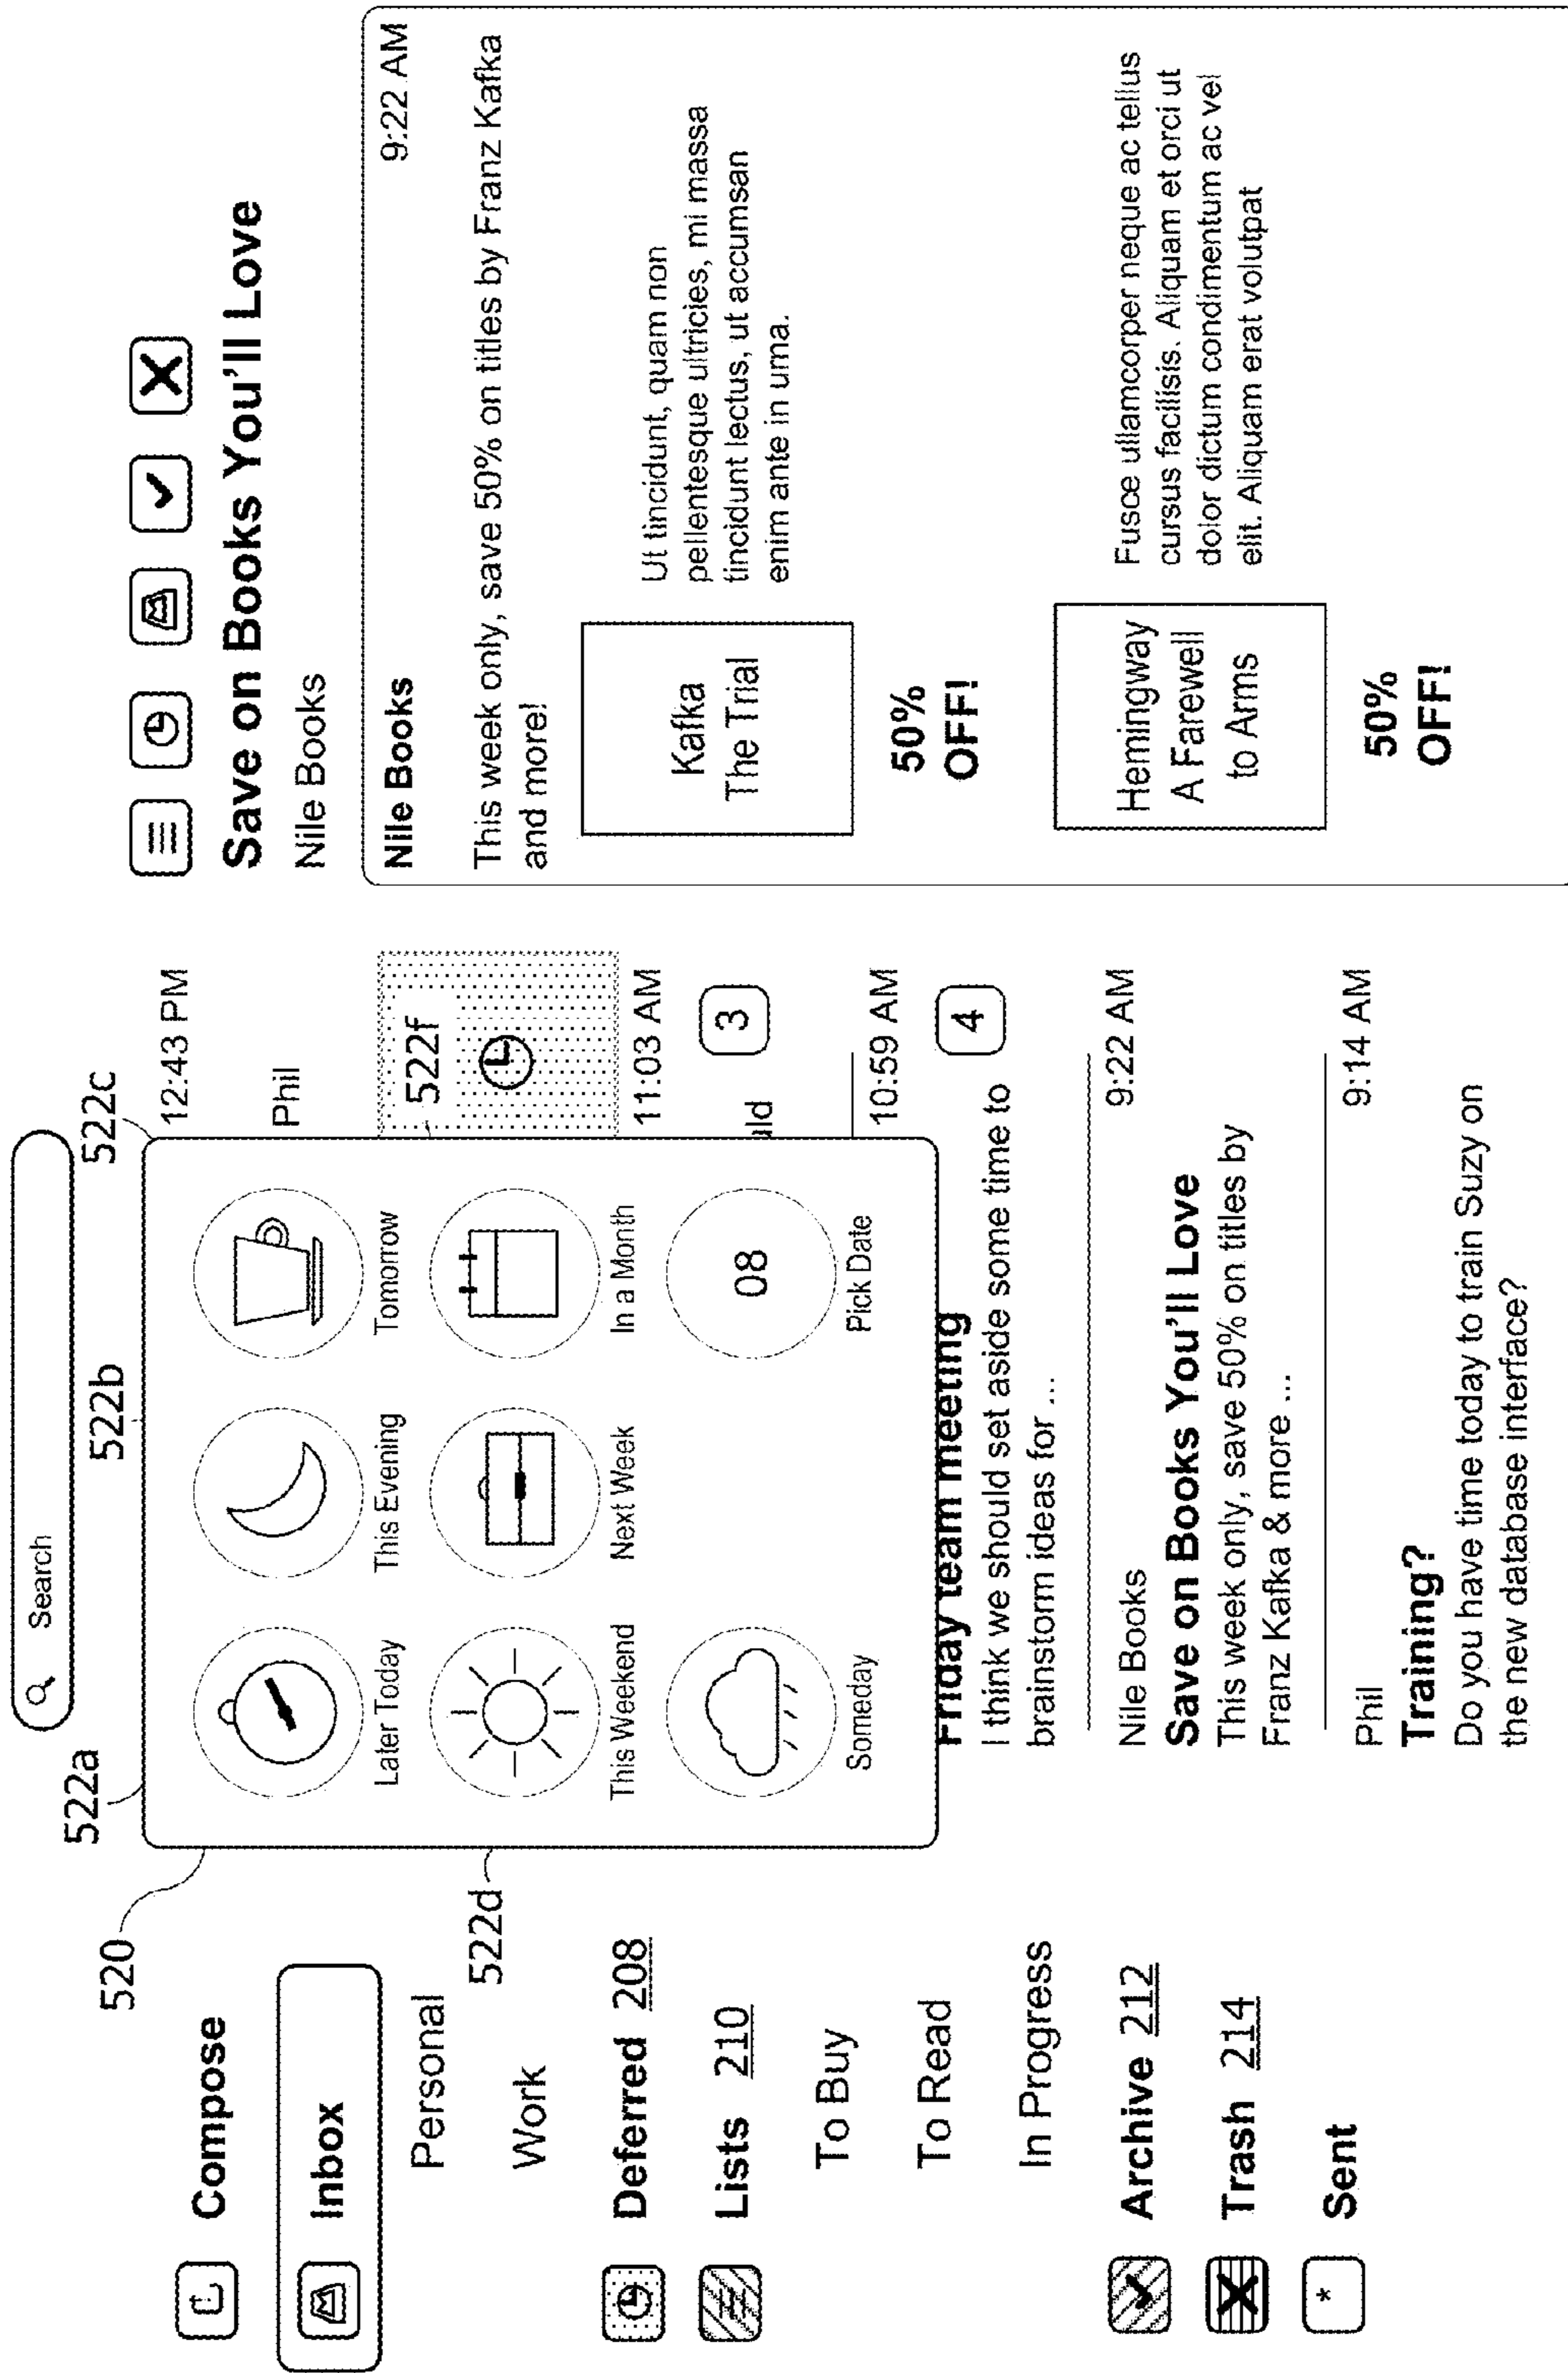 Search
522a
522b
522c
520
522d
522f
Compose
Inbox
Personal
Work
Deferred 208
Lists 210
To Buy
To Read
In Progress
Archive 212
Trash 214
* Sent
Later Today
This Evening
Tomorrow
This Weekend
Next Week
In a Month
Someday
08
Pick Date
12:43 PM
Phil
11:03 AM
3
uld
10:59 AM
Friday team meeting
4
I think we should set aside some time to
brainstorm ideas for ...
Nile Books 9:22 AM
Save on Books You'll Love
This week only, save 50% on titles by
Franz Kafka & more ...
Phil 9:14 AM
Training?
Do you have time today to train Suzy on
the new database interface?
Save on Books You'll Love
Nile Books
Nile Books 9:22 AM
This week only, save 50% on titles by Franz Kafka
and more!
Kafka
The Trial
50%
OFF!
Ut tincidunt, quam non
pellentesque ultricies, mi massa
tincidunt lectus, ut accumsan
enim ante in urna.
Hemingway
A Farewell
to Arms
50%
OFF!
Fusce ullamcorper neque ac tellus
cursus facilisis. Aliquam et orci ut
dolor dictum condimentum ac vel
elit. Aliquam erat volutpat